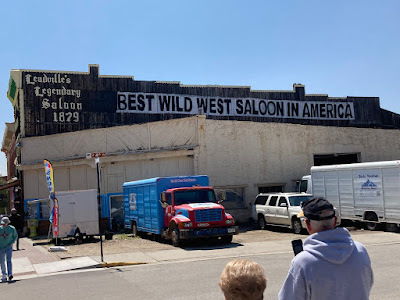 Leadville's
Legendary
Saloon
1879
BEST WILD WEST SALOON IN AMERICA